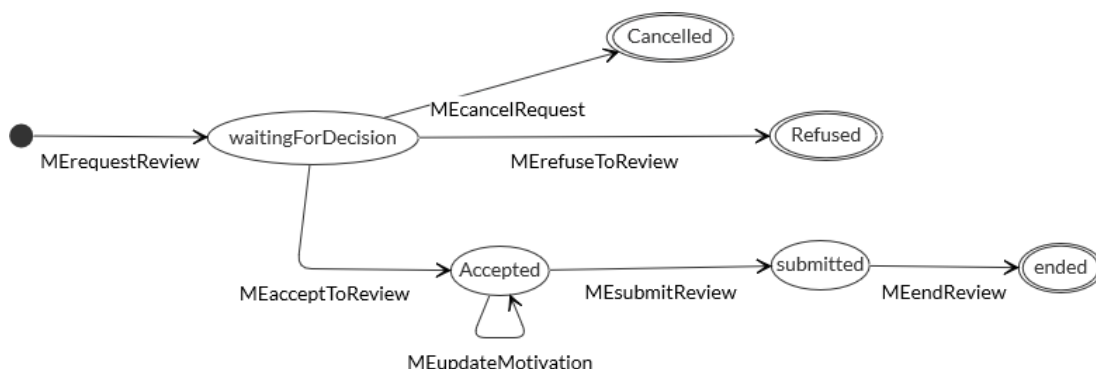 Cancelled
MEcancelRequest
waitingForDecision
Refused
MErequestReview
MErefuseToReview
Accepted
submitted
ended
MEacceptToReview
MEsubmitReview
MEendReview
MEupdateMotivation